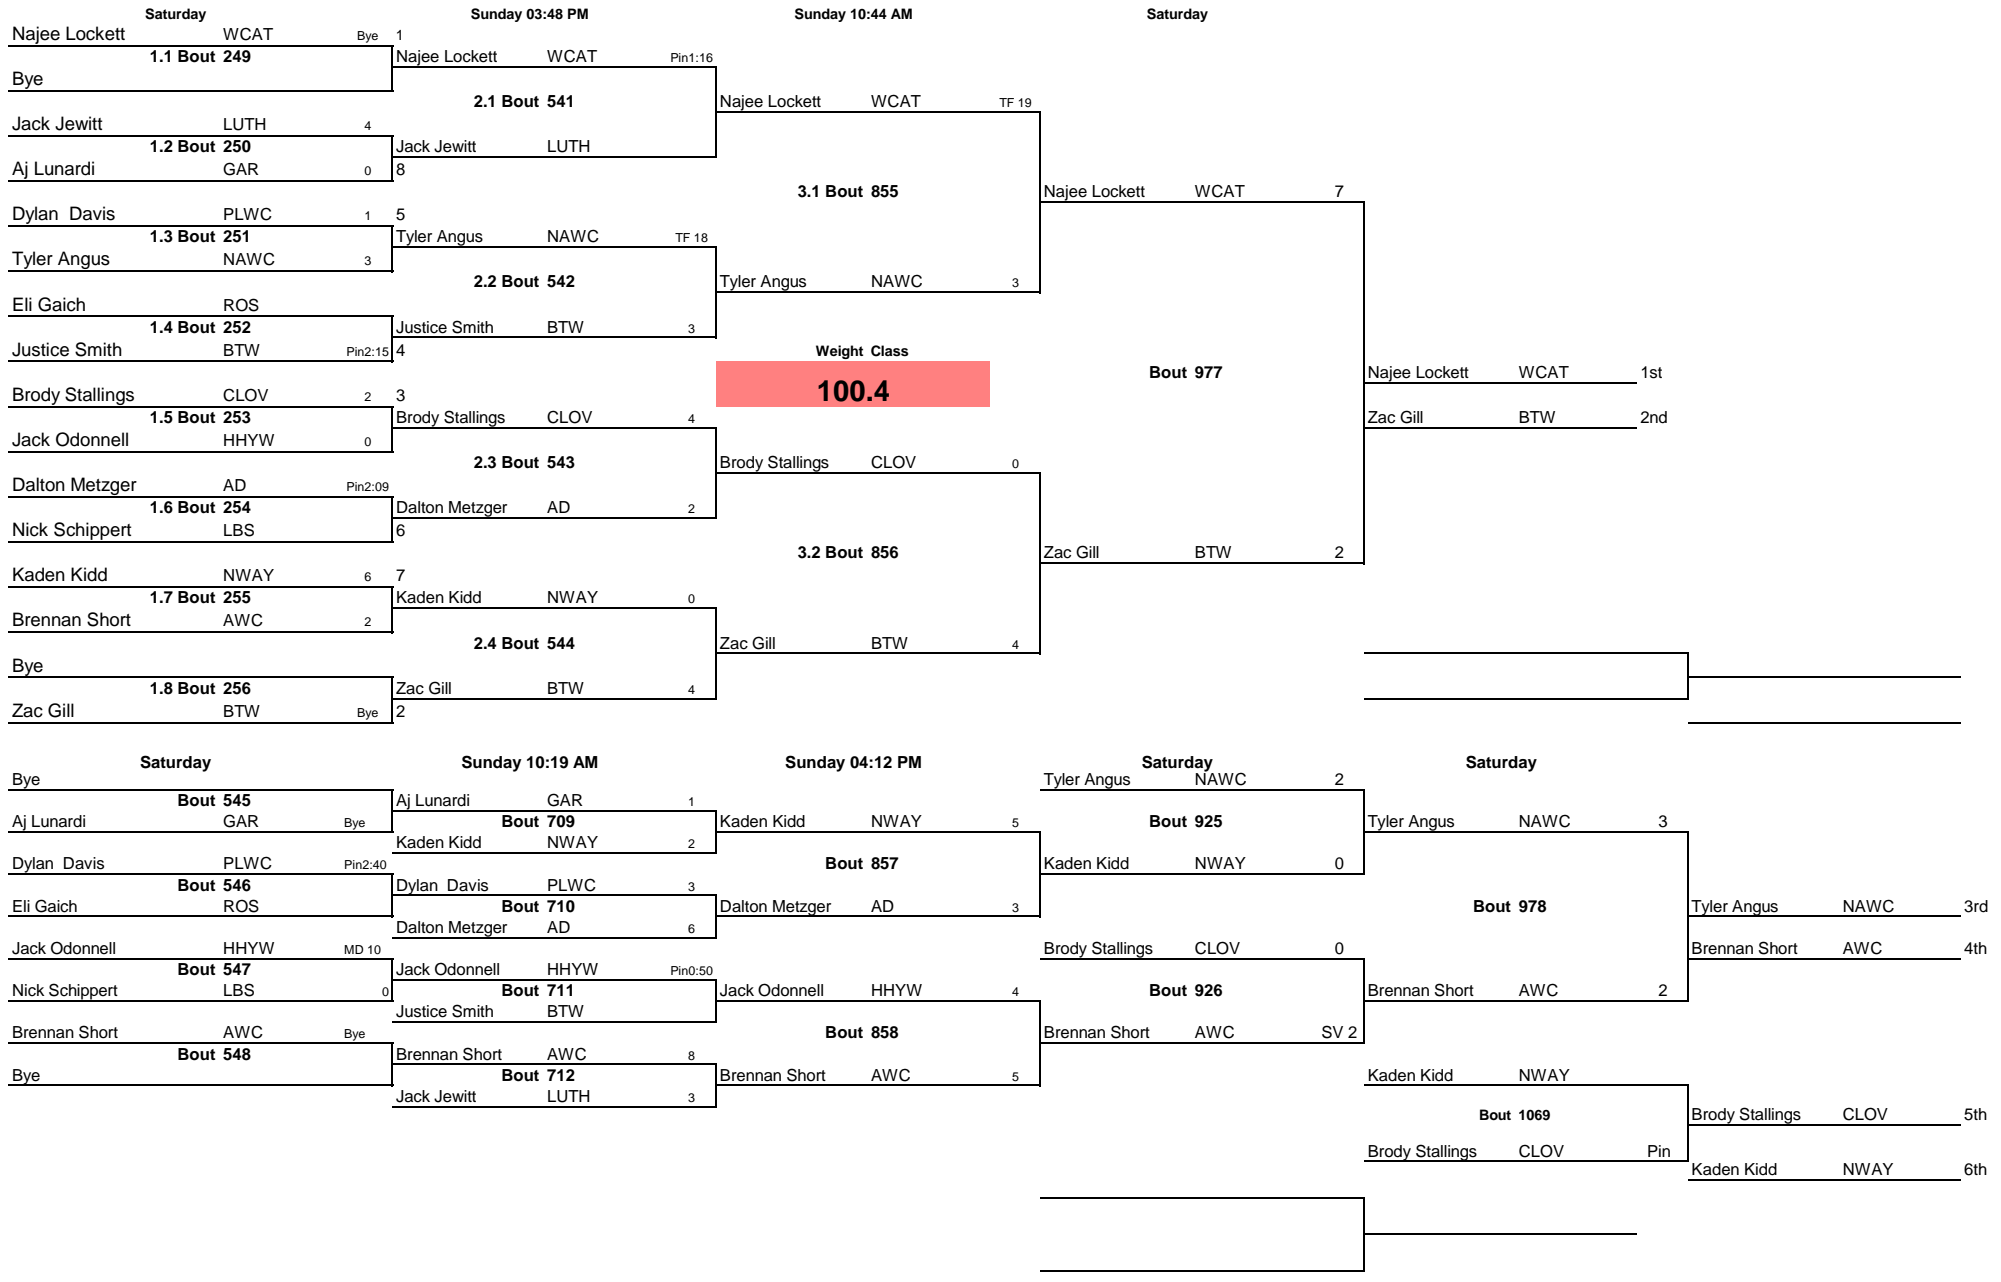 Saturday Sunday 03:48 PM Sunday 10:44 AM Saturday
Najee Lockett WCAT Bye 1
1.1 Bout 249 Najee Lockett WCAT Pin1:16
Bye
2.1 Bout 541 Najee Lockett WCAT TF 19
Jack Jewitt LUTH 4
1.2 Bout 250 Jack Jewitt LUTH
Aj Lunardi GAR 0 8
3.1 Bout 855 Najee Lockett WCAT 7
Dylan Davis PLWC 1 5
1.3 Bout 251 Tyler Angus NAWC TF 18
Tyler Angus NAWC 3
2.2 Bout 542 Tyler Angus NAWC 3
Eli Gaich ROS
1.4 Bout 252 Justice Smith BTW 3
Justice Smith BTW Pin2:15 4 Weight Class
Bout 977 Najee Lockett WCAT 1st
100.4
Brody Stallings CLOV 2 3
1.5 Bout 253 Brody Stallings CLOV 4 Zac Gill BTW 2nd
Jack Odonnell HHYW 0
2.3 Bout 543 Brody Stallings CLOV 0
Dalton Metzger AD Pin2:09
1.6 Bout 254 Dalton Metzger AD 2
Nick Schippert LBS 6
3.2 Bout 856 Zac Gill BTW 2
Kaden Kidd NWAY 6 7
1.7 Bout 255 Kaden Kidd NWAY 0
Brennan Short AWC 2
2.4 Bout 544 Zac Gill BTW 4
Bye
1.8 Bout 256 Zac Gill BTW 4
Zac Gill BTW Bye 2
Saturday Sunday 10:19 AM Sunday 04:12 PM Saturday Saturday
Bye Tyler Angus NAWC 2
Bout 545 Aj Lunardi GAR 1
Aj Lunardi GAR Bye Bout 709 Kaden Kidd NWAY 5 Bout 925 Tyler Angus NAWC 3
Kaden Kidd NWAY 2
Dylan Davis PLWC Pin2:40 Bout 857 Kaden Kidd NWAY 0
Bout 546 Dylan Davis PLWC 3
Eli Gaich ROS Bout 710 Dalton Metzger AD 3 Bout 978 Tyler Angus NAWC 3rd
Dalton Metzger AD 6
Jack Odonnell HHYW MD 10 Brody Stallings CLOV 0 Brennan Short AWC 4th
Bout 547 Jack Odonnell HHYW Pin0:50
Nick Schippert LBS 0 Bout 711 Jack Odonnell HHYW 4 Bout 926 Brennan Short AWC 2
Justice Smith BTW
Brennan Short AWC Bye Bout 858 Brennan Short AWC SV 2
Bout 548 Brennan Short AWC 8
Bye Bout 712 Brennan Short AWC 5 Kaden Kidd NWAY
Jack Jewitt LUTH 3
Bout 1069 Brody Stallings CLOV 5th
Brody Stallings CLOV Pin
Kaden Kidd NWAY 6th